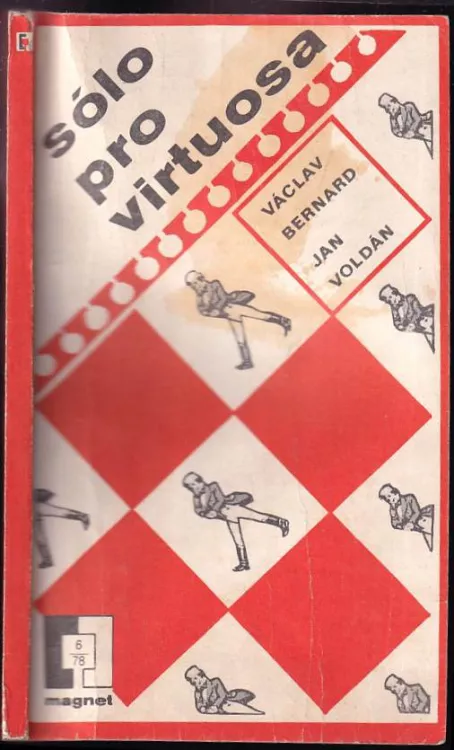 sólo
pro
virtuosa
VÁCLAV
BERNARD
JAN
VOLDÁN
6
78
magnet